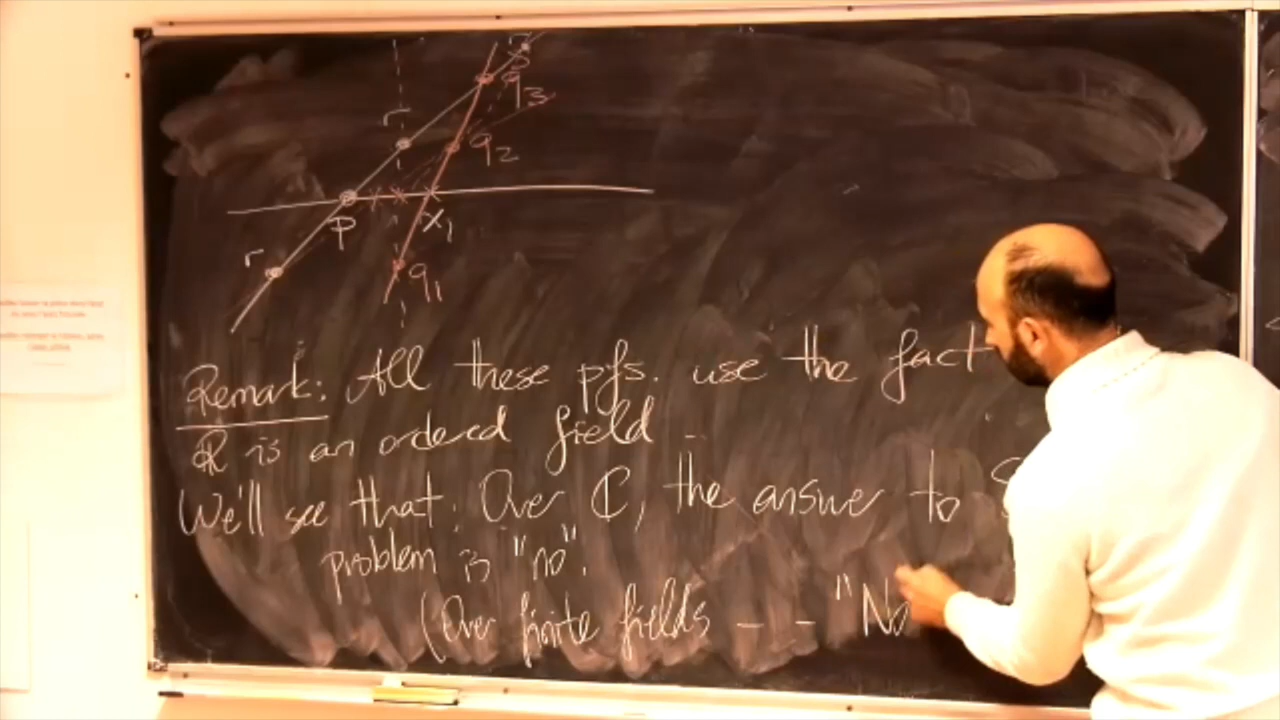 r
q3
q2
P
x1
r
q1
Remark: All these pfs. use the fact
R is an ordered field
We'll see that: Over ℂ, the answer to S
problem is "no".
(Over finite fields - - "No